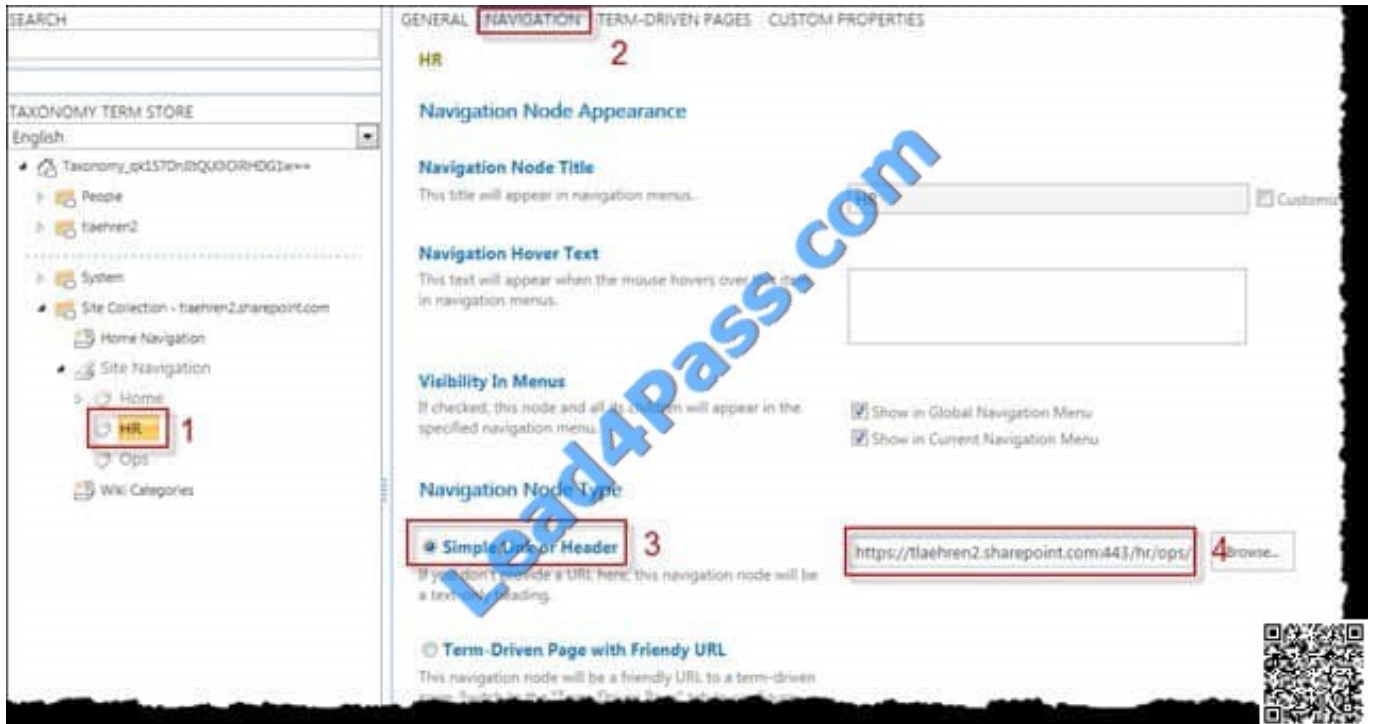 SEARCH
TAXONOMY TERM STORE
English
People
tlaehren2
System
Site Collection - tlaehren2.sharepoint.com
Home Navigation
Site Navigation
Home
HR
1
Ops
Wiki Categories
GENERAL NAVIGATION TERM-DRIVEN PAGES CUSTOM PROPERTIES
2
HR
Navigation Node Appearance
Navigation Node Title
This title will appear in navigation menus.
HR
Navigation Hover Text
This text will appear when the mouse hovers over
in navigation menus.
Visibility In Menus
If checked, this node and all its children will appear in the
specified navigation menu.
Show in Global Navigation Menu
Show in Current Navigation Menu
Navigation Node Type
Simple Link or Header
3
https://tlaehren2.sharepoint.com:443/hr/ops/
4
Browse...
If you don't provide a URL here, this navigation node will be
a text-only heading.
Term-Driven Page with Friendly URL
This navigation node will be a friendly URL to a term-driven
Lead4Pass.com